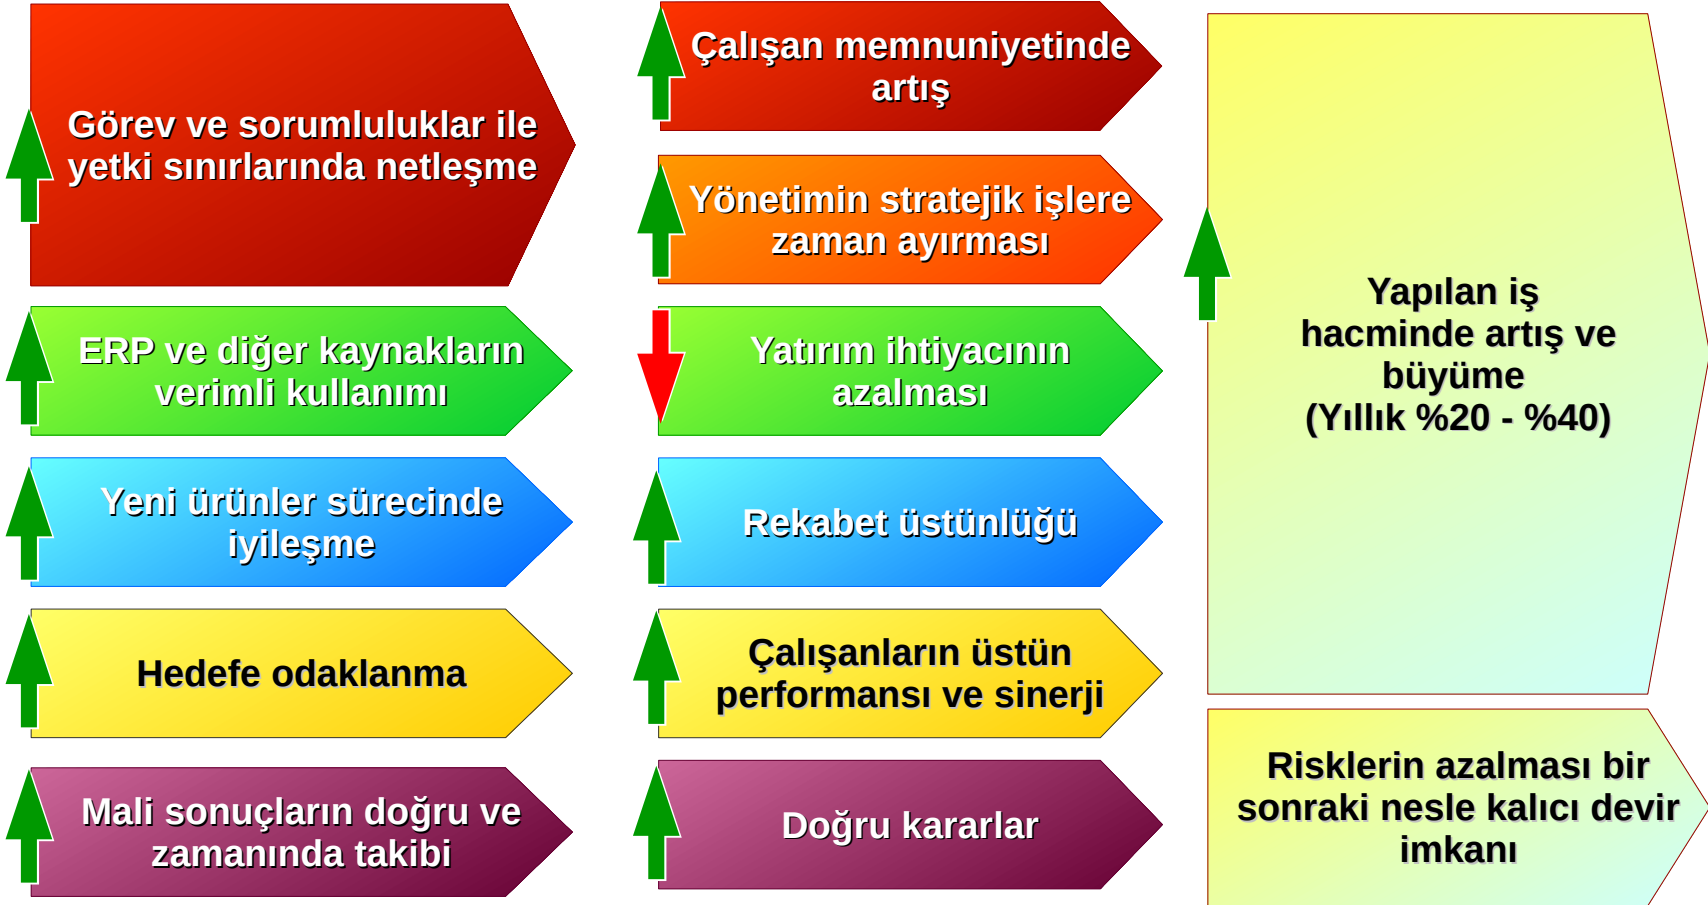 Görev ve sorumluluklar ile
yetki sınırlarında netleşme
ERP ve diğer kaynakların
verimli kullanımı
Yeni ürünler sürecinde
iyileşme
Hedefe odaklanma
Mali sonuçların doğru ve
zamanında takibi
Çalışan memnuniyetinde
artış
Yönetimin stratejik işlere
zaman ayırması
Yatırım ihtiyacının
azalması
Rekabet üstünlüğü
Çalışanların üstün
performansı ve sinerji
Doğru kararlar
Yapılan iş
hacminde artış ve
büyüme
(Yıllık %20 - %40)
Risklerin azalması bir
sonraki nesle kalıcı devir
imkanı